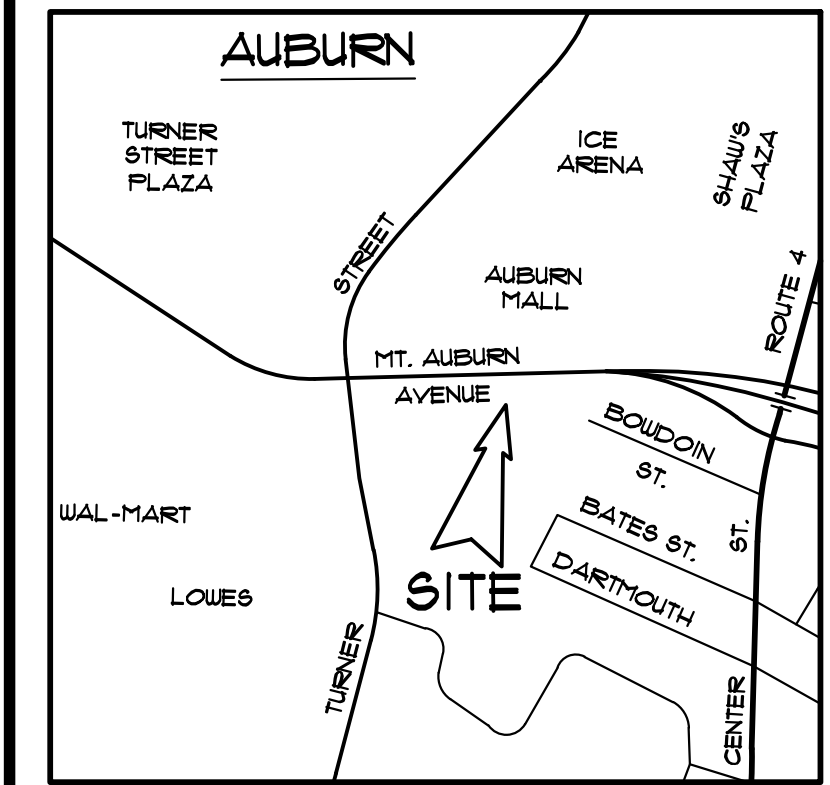 AUBURN
TURNER
STREET
PLAZA
ICE
ARENA
SHAW'S
PLAZA
STREET
AUBURN
MALL
ROUTE 4
MT. AUBURN
AVENUE
BOWDOIN
ST.
WAL-MART
BATES ST.
ST.
LOWES
SITE
DARTMOUTH
TURNER
CENTER